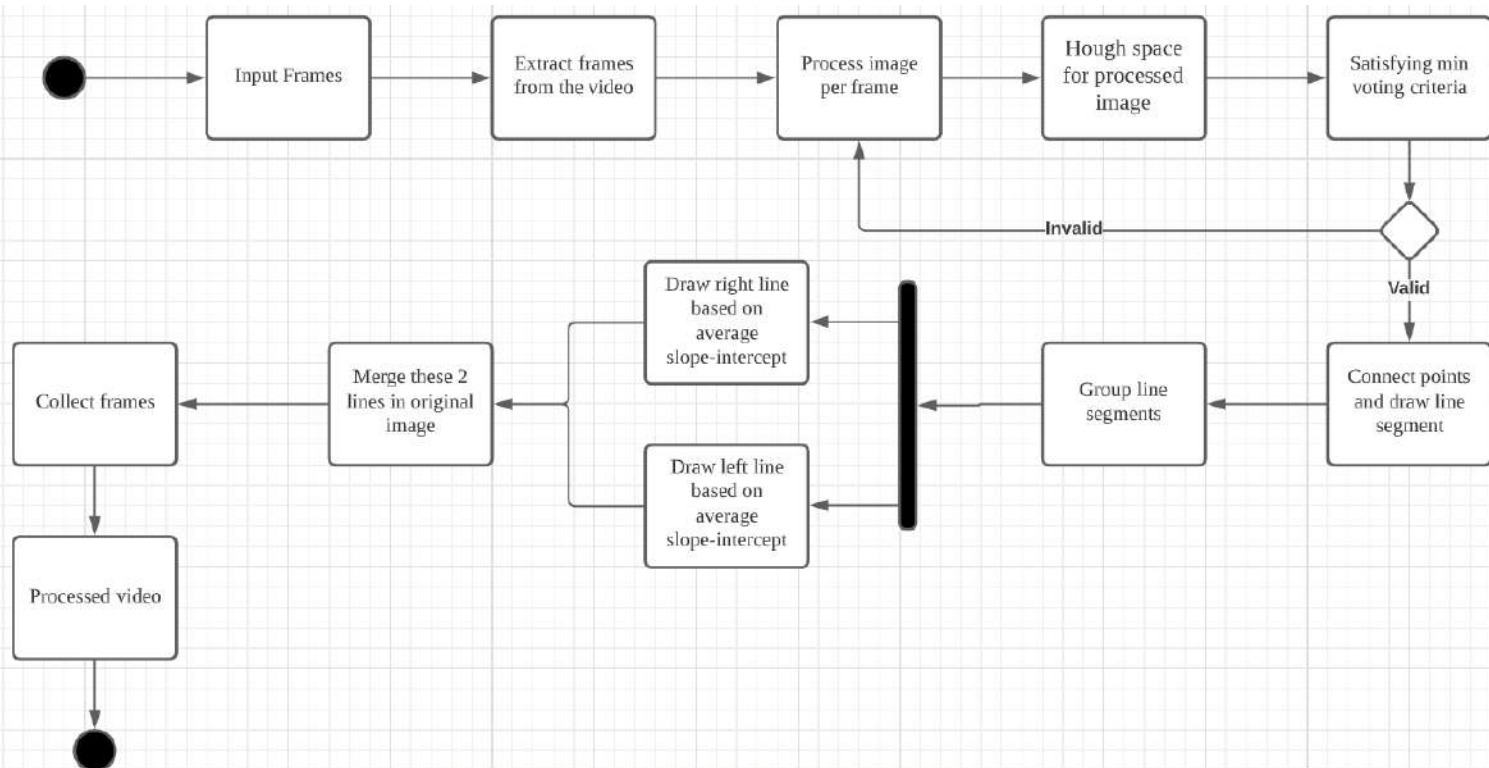 Input Frames
Extract frames
from the video
Process image
per frame
Hough space
for processed
image
Satisfying min
voting criteria
Invalid
Valid
Connect points
and draw line
segment
Group line
segments
Draw right line
based on
average
slope-intercept
Draw left line
based on
average
slope-intercept
Merge these 2
lines in original
image
Collect frames
Processed video